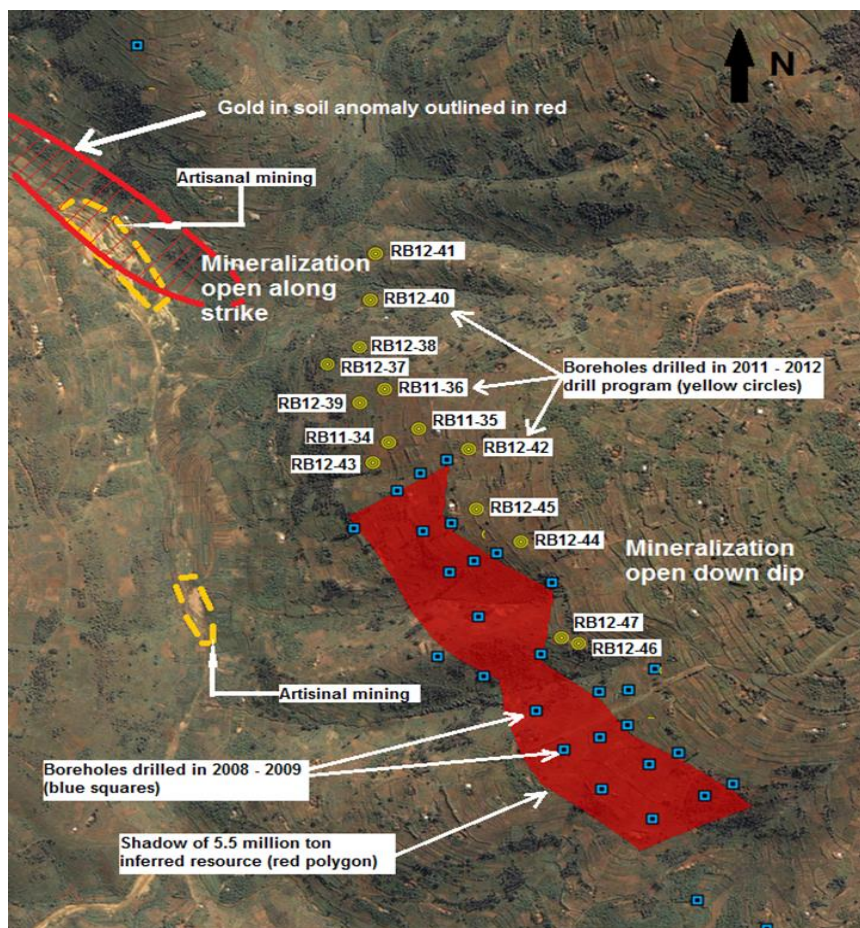 N
Gold in soil anomaly outlined in red
Artisanal mining
Mineralization
open along
strike
RB12-41
RB12-40
RB12-38
RB12-37
RB11-36
RB12-39
RB11-35
RB11-34
RB12-42
RB12-43
Boreholes drilled in 2011 - 2012
drill program (yellow circles)
RB12-45
RB12-44
Mineralization
open down dip
RB12-47
RB12-46
Artisinal mining
Boreholes drilled in 2008 - 2009
(blue squares)
Shadow of 5.5 million ton
inferred resource (red polygon)